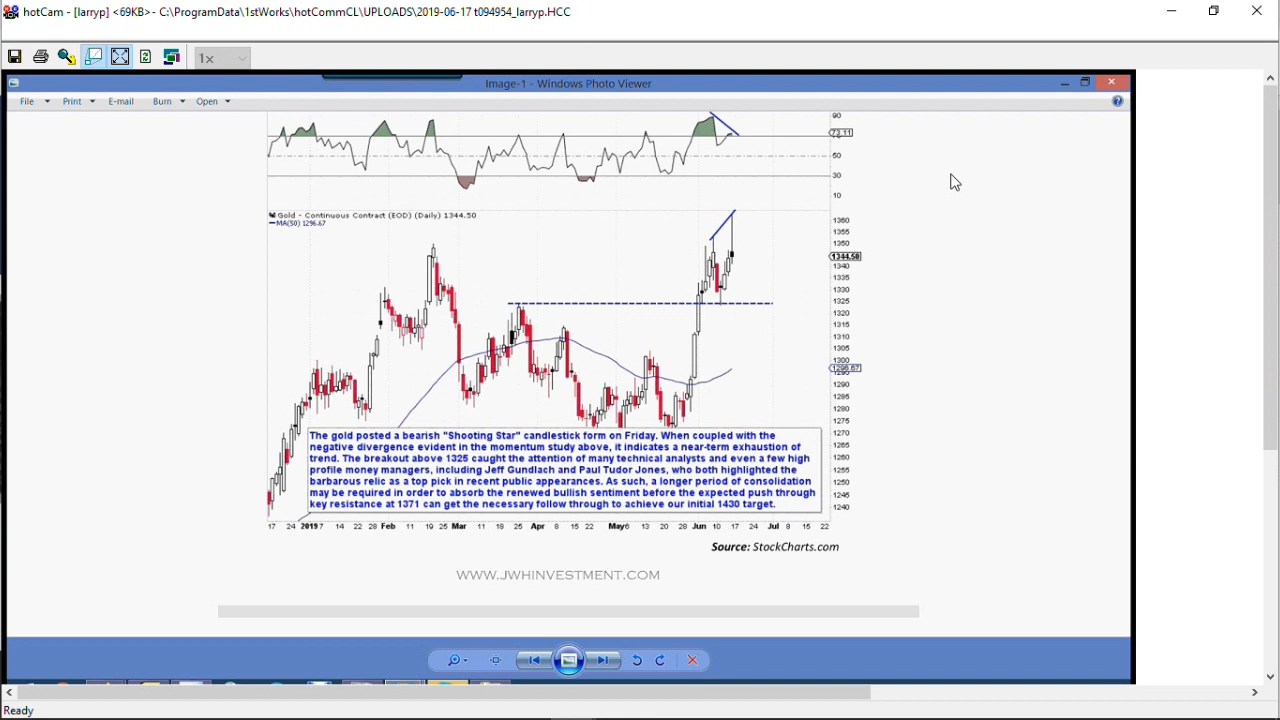 hotCam - [larryp] <69KB>- C:\ProgramData\1stWorks\hotCommCL\UPLOADS\2019-06-17 t094954_larryp.HCC
1x
Image-1 - Windows Photo Viewer
File Print E-mail Burn Open
90
73.11
50
30
10
Gold - Continuous Contract (EOD) (Daily) 1344.50
MA(50) 1296.67
1360
1355
1350
1344.50
1340
1335
1330
1325
1320
1315
1310
1305
1300
1296.67
1290
1285
1280
1275
1270
1265
1260
1255
1250
1245
1240
The gold posted a bearish "Shooting Star" candlestick form on Friday. When coupled with the
negative divergence evident in the momentum study above, it indicates a near-term exhaustion of
trend. The breakout above 1325 caught the attention of many technical analysts and even a few high
profile money managers, including Jeff Gundlach and Paul Tudor Jones, who both highlighted the
barbarous relic as a top pick in recent public appearances. As such, a longer period of consolidation
may be required in order to absorb the renewed bullish sentiment before the expected push through
key resistance at 1371 can get the necessary follow through to achieve our initial 1430 target.
17 24 2019 7 14 22 28 Feb 11 19 25 Mar 11 18 25 Apr 8 15 22 May 6 13 20 28 Jun 10 17 24 Jul 8 15 22
Source: StockCharts.com
WWW.JWHINVESTMENT.COM
Ready